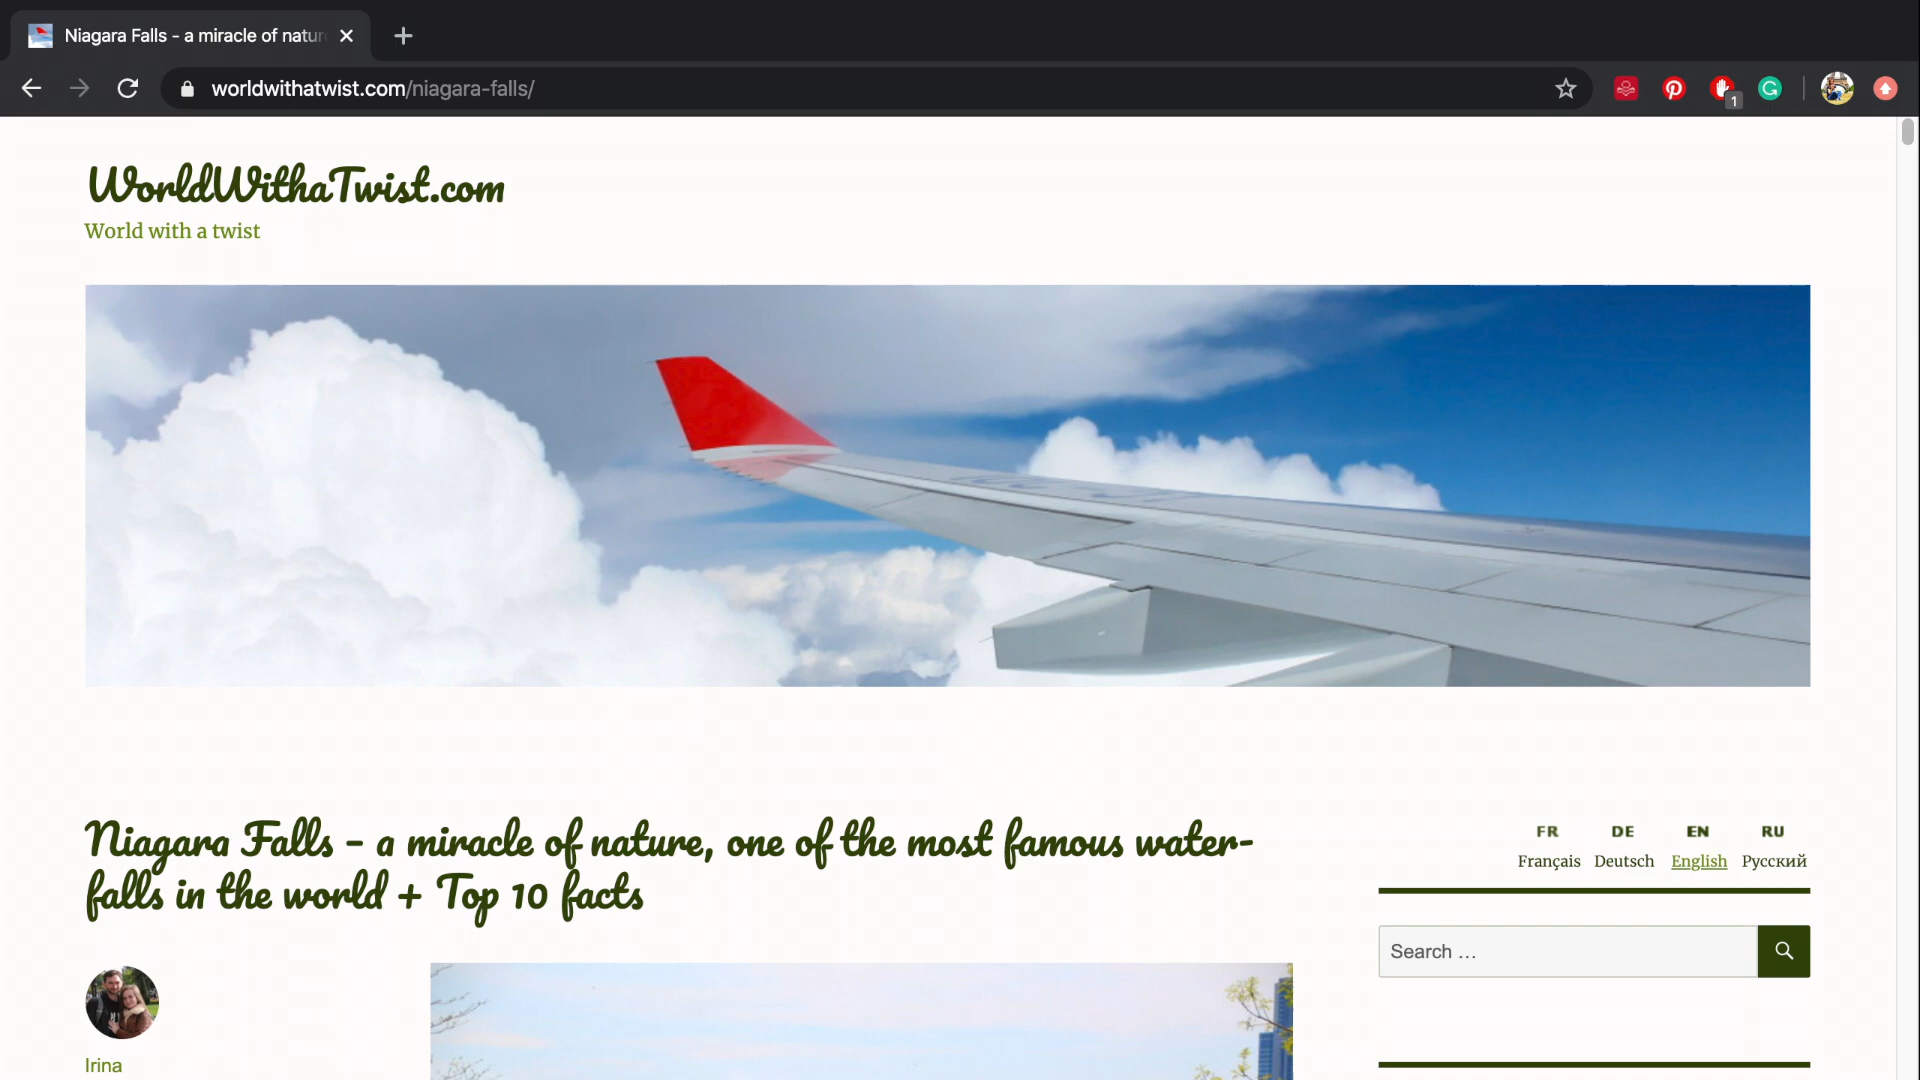 Niagara Falls - a miracle of natur
worldwithatwist.com/niagara-falls/
1
WorldWithaTwist.com
World with a twist
Niagara Falls – a miracle of nature, one of the most famous water-
falls in the world + Top 10 facts
FR DE EN RU
Français Deutsch English Русский
Search …
Irina